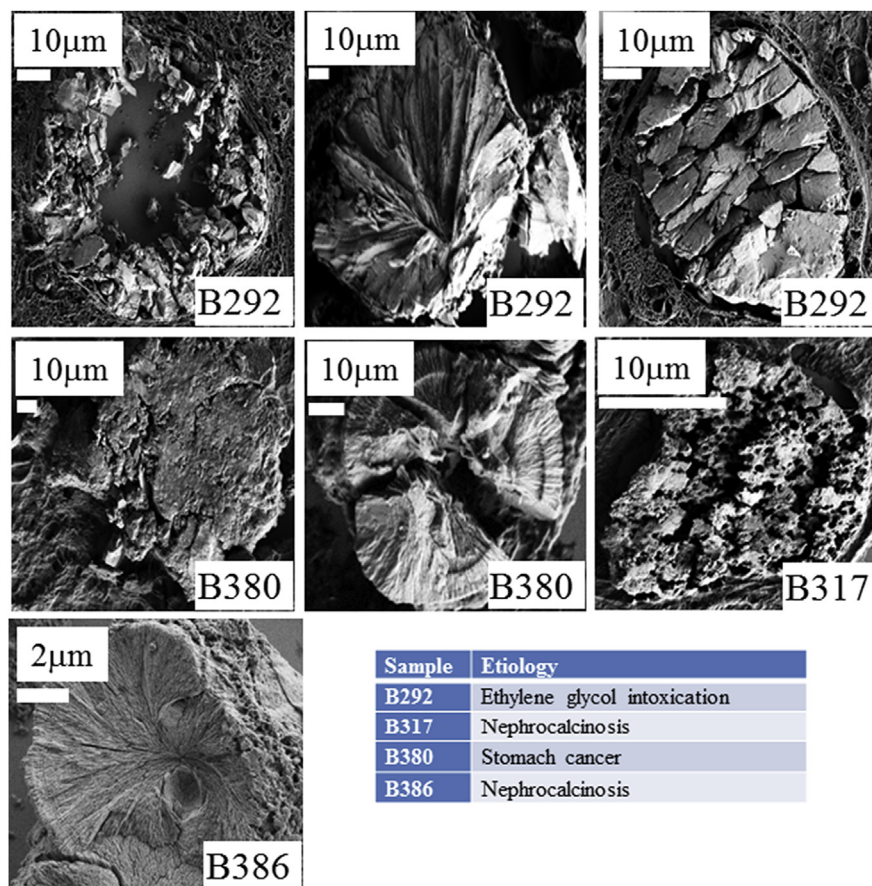 10μm
10μm
10μm
B292
B292
B292
10μm
10μm
10μm
B380
B380
B317
2μm
B386
Sample Etiology
B292 Ethylene glycol intoxication
B317 Nephrocalcinosis
B380 Stomach cancer
B386 Nephrocalcinosis